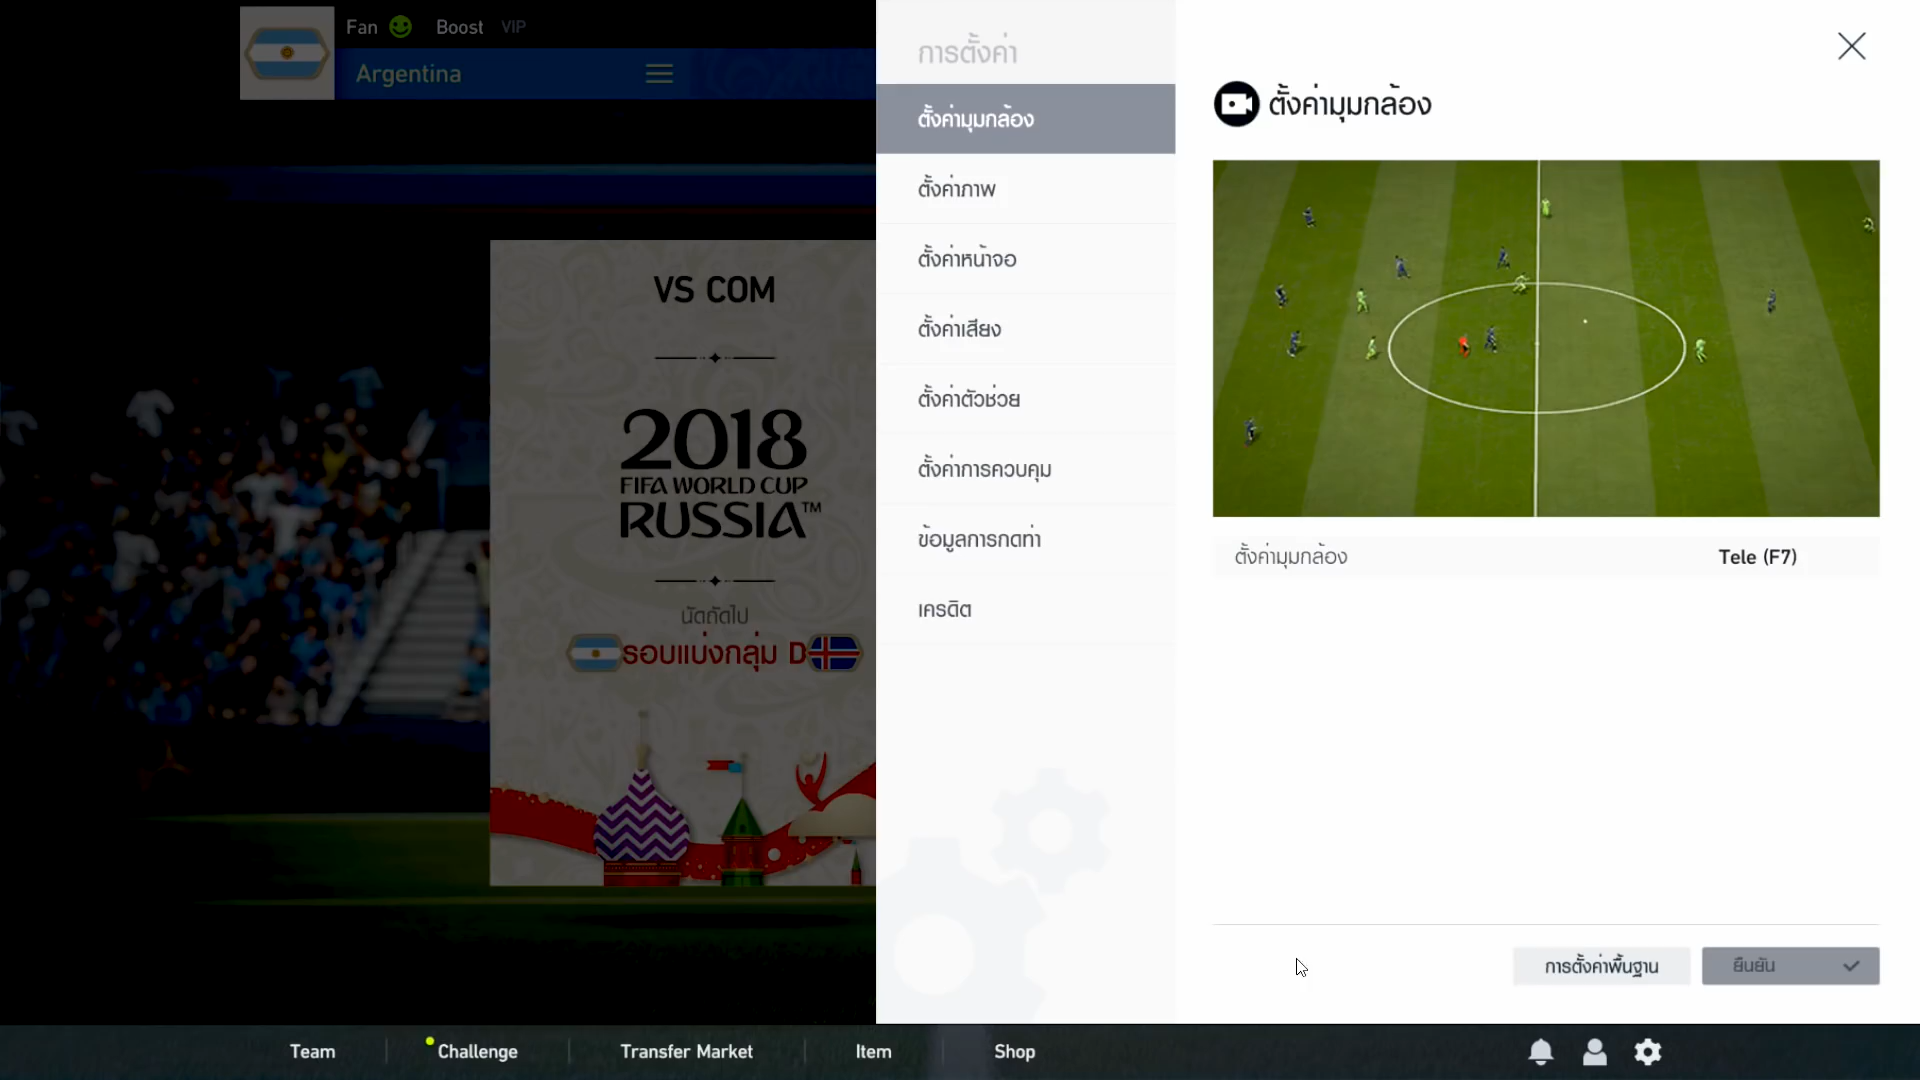 Fan Boost VIP
Argentina
VS COM
2018
FIFA WORLD CUP
RUSSIA™
นัดถัดไป
รอบแบ่งกลุ่ม D
การตั้งค่า
ตั้งค่ามุมกล้อง
ตั้งค่าภาพ
ตั้งค่าหน้าจอ
ตั้งค่าเสียง
ตั้งค่าตัวช่วย
ตั้งค่าการควบคุม
ข้อมูลการกดท่า
เครดิต
ตั้งค่ามุมกล้อง
ตั้งค่ามุมกล้อง Tele (F7)
การตั้งค่าพื้นฐาน ยืนยัน
Team Challenge Transfer Market Item Shop